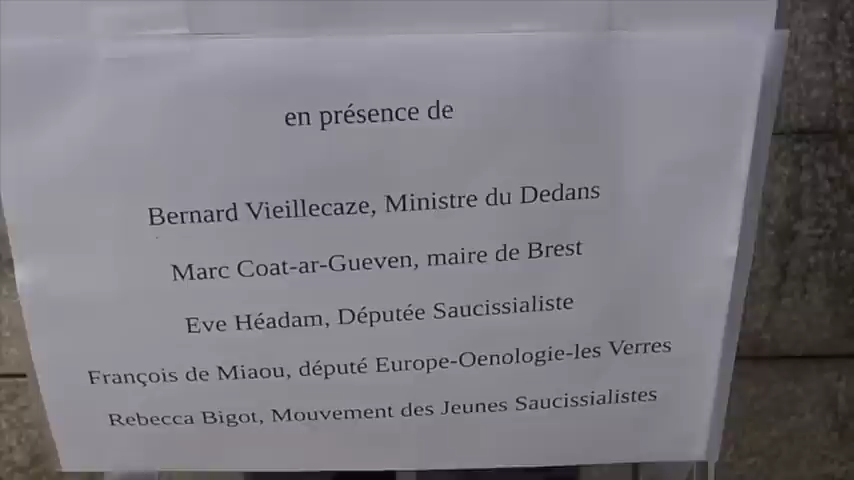 en présence de
Bernard Vieillecaze, Ministre du Dedans
Marc Coat-ar-Gueven, maire de Brest
Eve Héadam, Députée Saucissialiste
François de Miaou, député Europe-Oenologie-les Verres
Rebecca Bigot, Mouvement des Jeunes Saucissialistes